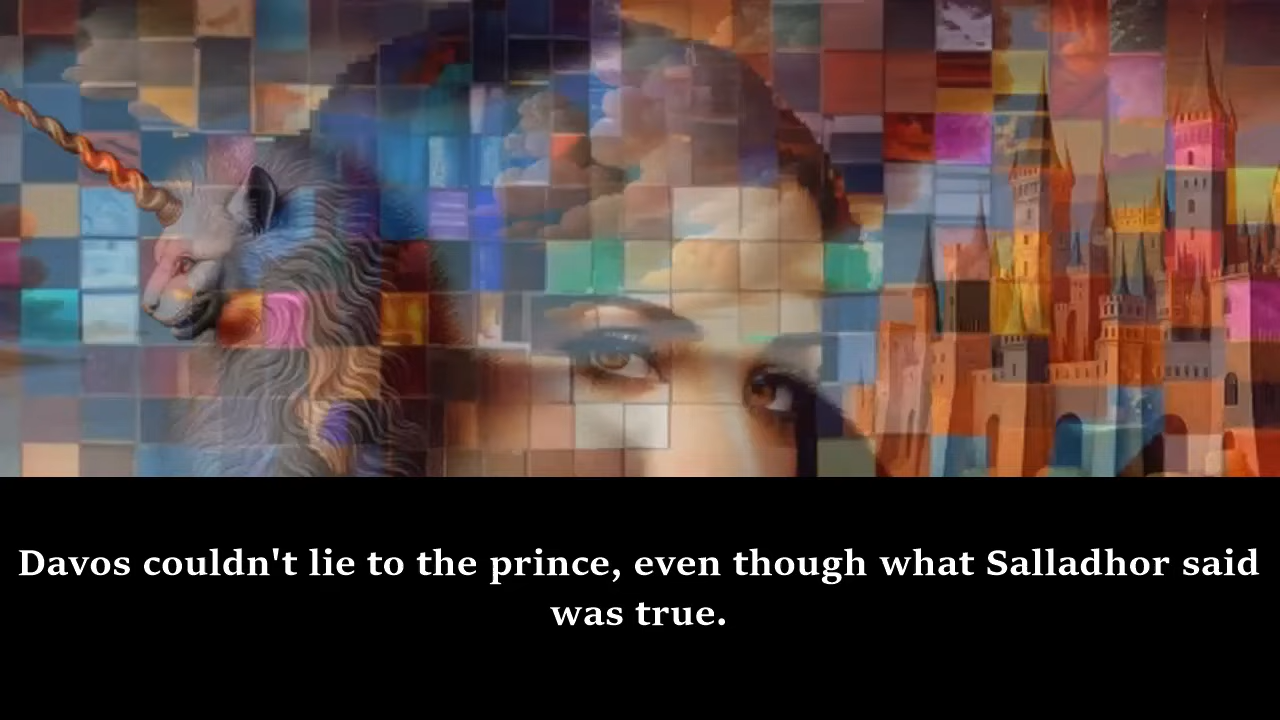 Davos couldn't lie to the prince, even though what Salladhor said
was true.